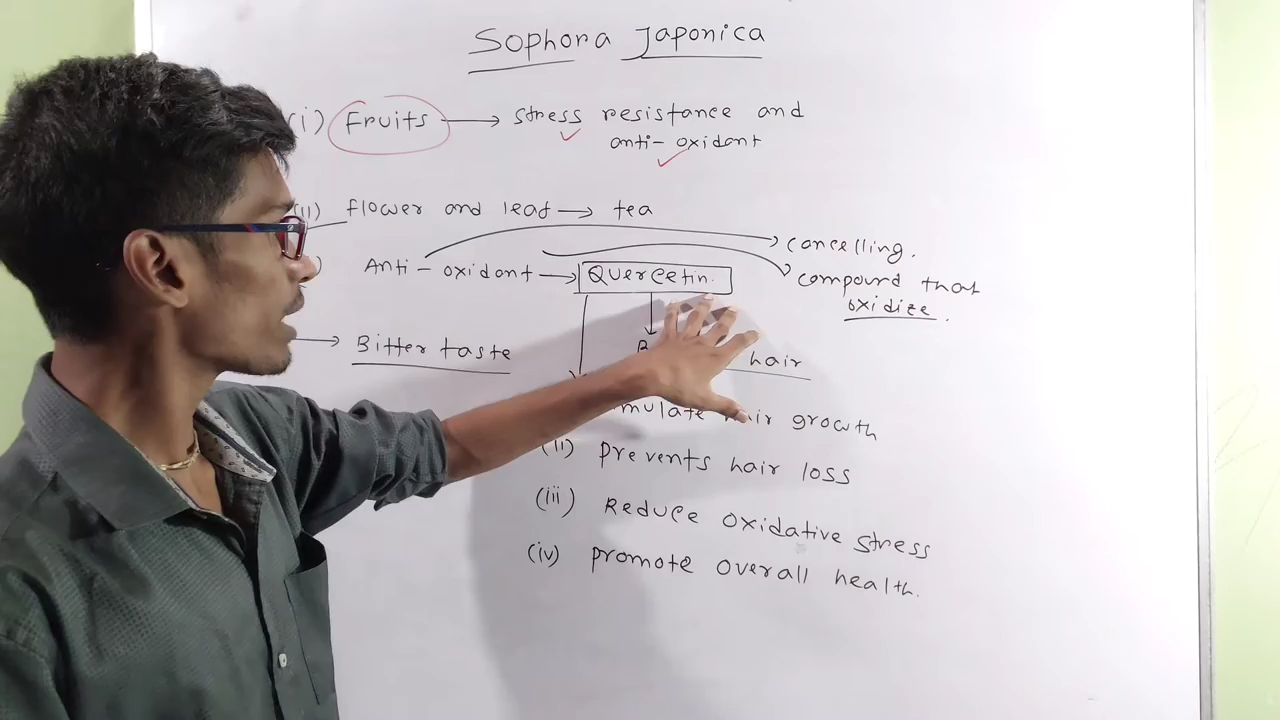 Sophora Japonica
(i) Fruits → stress resistance and
anti-oxidant
(ii) flower and leaf → tea
Anti-oxidant → Quercetin.
cancelling.
compound that
oxidize.
→ Bitter taste
hair
hair growth
(ii) prevents hair loss
(iii) Reduce oxidative stress
(iv) promote overall health.